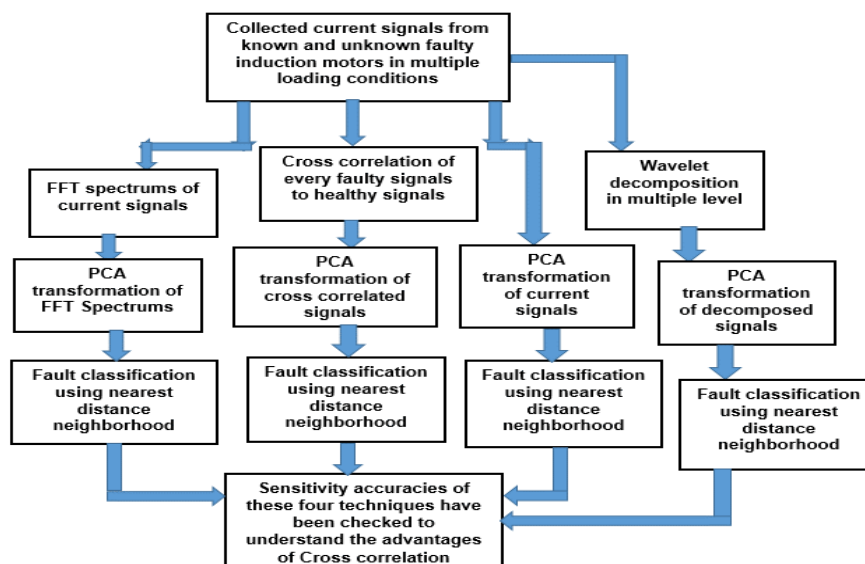 Collected current signals from
known and unknown faulty
induction motors in multiple
loading conditions
FFT spectrums of
current signals
Cross correlation of
every faulty signals
to healthy signals
Wavelet
decomposition
in multiple level
PCA
transformation of
FFT Spectrums
PCA
transformation of
cross correlated
signals
PCA
transformation
of current
signals
PCA
transformation
of decomposed
signals
Fault classification
using nearest
distance
neighborhood
Fault classification
using nearest
distance
neighborhood
Fault classification
using nearest
distance
neighborhood
Fault classification
using nearest
distance
neighborhood
Sensitivity accuracies of
these four techniques have
been checked to
understand the advantages
of Cross correlation